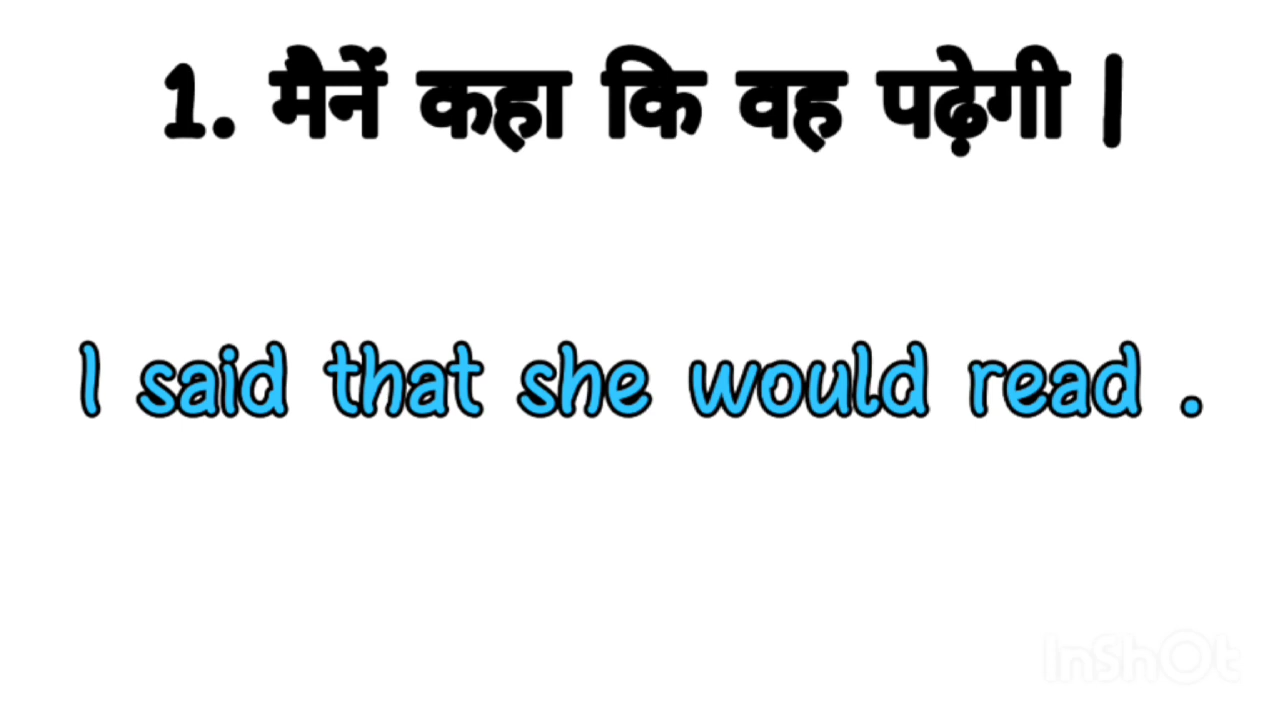 1. मैनें कहा कि वह पढ़ेगी |
I said that she would read .
InShOt